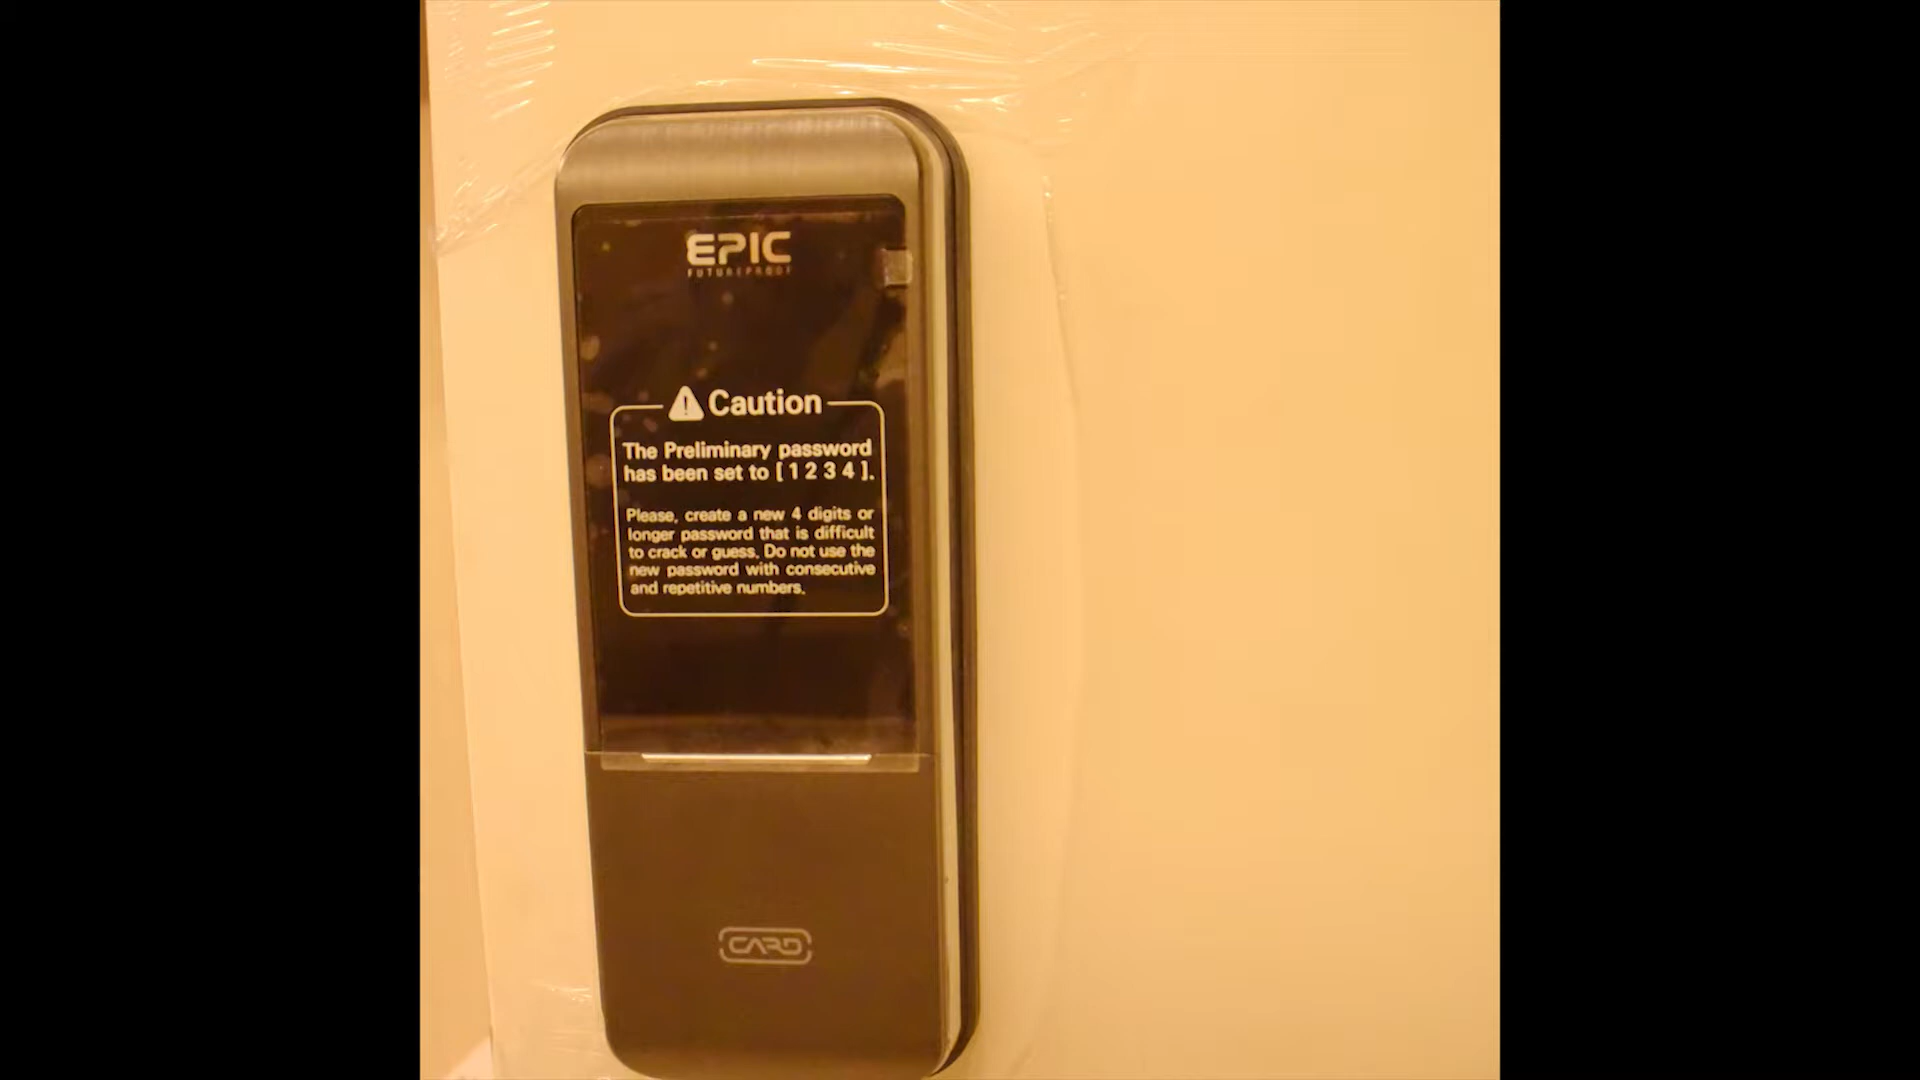 EPIC
FUTUREPROOF
Caution
The Preliminary password
has been set to [ 1 2 3 4 ].
Please, create a new 4 digits or
longer password that is difficult
to crack or guess. Do not use the
new password with consecutive
and repetitive numbers.
CARD